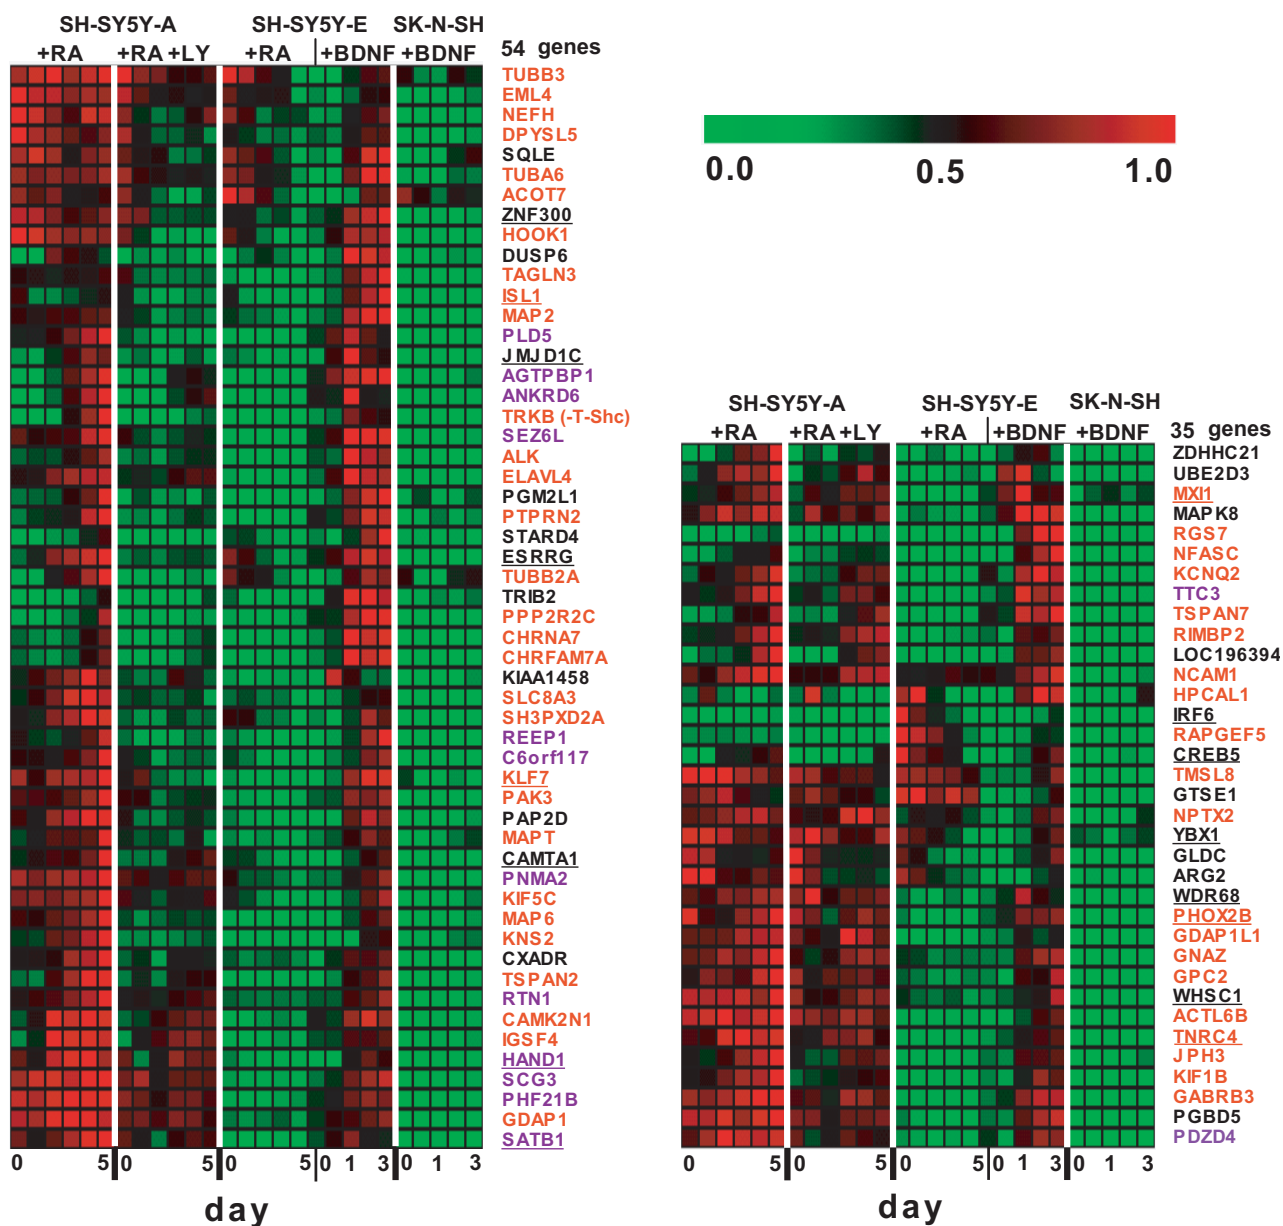 SH-SY5Y-A SH-SY5Y-E SK-N-SH
+RA +RA +LY +RA +BDNF +BDNF 54 genes
TUBB3
EML4
NEFH
DPYSL5
SQLE
TUBA6
ACOT7
ZNF300
HOOK1
DUSP6
TAGLN3
ISL1
MAP2
PLD5
JMJD1C
AGTPBP1
ANKRD6
TRKB (-T-Shc)
SEZ6L
ALK
ELAVL4
PGM2L1
PTPRN2
STARD4
ESRRG
TUBB2A
TRIB2
PPP2R2C
CHRNA7
CHRFAM7A
KIAA1458
SLC8A3
SH3PXD2A
REEP1
C6orf117
KLF7
PAK3
PAP2D
MAPT
CAMTA1
PNMA2
KIF5C
MAP6
KNS2
CXADR
TSPAN2
RTN1
CAMK2N1
IGSF4
HAND1
SCG3
PHF21B
GDAP1
SATB1
0 5 0 5 0 5 0 1 3 0 1 3
day
0.0 0.5 1.0
SH-SY5Y-A SH-SY5Y-E SK-N-SH
+RA +RA +LY +RA +BDNF +BDNF 35 genes
ZDHHC21
UBE2D3
MXI1
MAPK8
RGS7
NFASC
KCNQ2
TTC3
TSPAN7
RIMBP2
LOC196394
NCAM1
HPCAL1
IRF6
RAPGEF5
CREB5
TMSL8
GTSE1
NPTX2
YBX1
GLDC
ARG2
WDR68
PHOX2B
GDAP1L1
GNAZ
GPC2
WHSC1
ACTL6B
TNRC4
JPH3
KIF1B
GABRB3
PGBD5
PDZD4
0 5 0 5 0 5 0 1 3 0 1 3
day